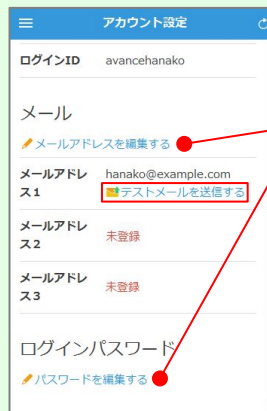 アカウント設定
ログインID avancehanako
メール
メールアドレスを編集する
メールアドレ
ス1
hanako@example.com
テストメールを送信する
メールアドレ
ス2
未登録
メールアドレ
ス3
未登録
ログインパスワード
パスワードを編集する